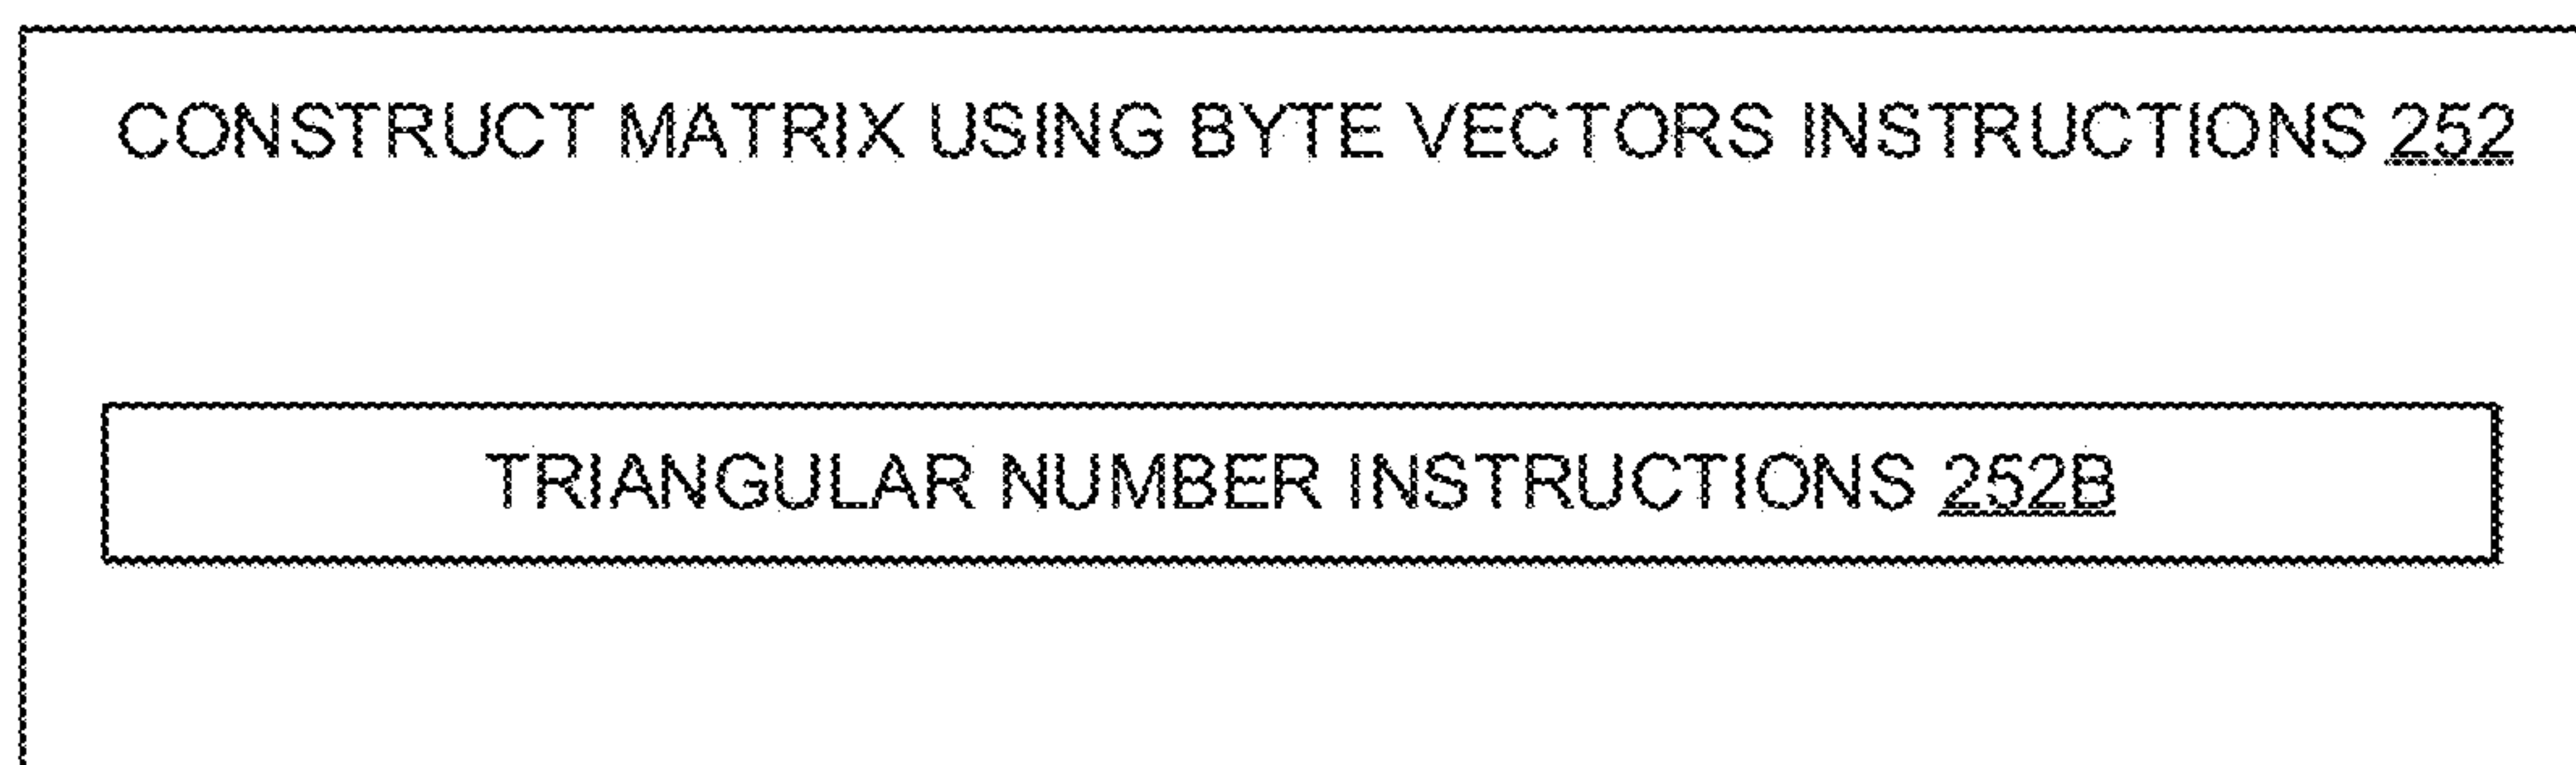 CONSTRUCT MATRIX USING BYTE VECTORS INSTRUCTIONS 252
TRIANGULAR NUMBER INSTRUCTIONS 252B